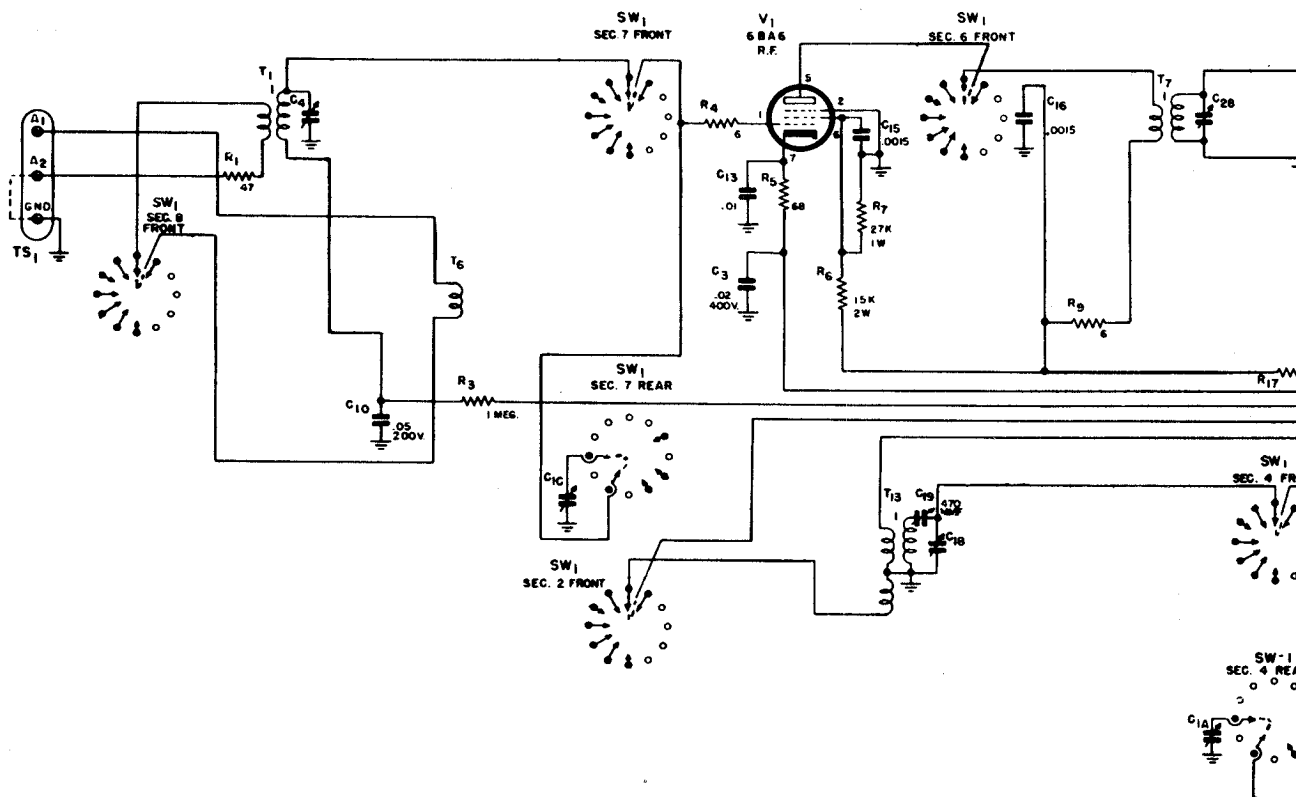 SW1
SEC. 7 FRONT
V1
6BA6
R.F.
SW1
SEC. 6 FRONT
T1
1
C4
5
2
1
6
7
R4
6
C15
.0015
C16
.0015
T7
1
C28
A1
A2
GND.
TS1
R1
47
SW1
SEC. 8
FRONT
C13
.01
R5
68
R7
27K
1W
T6
C3
.02
400V.
R6
15K
2W
R9
6
R17
R3
1 MEG.
C10
.05
200V.
SW1
SEC. 7 REAR
C1C
T13
1
C19
470
MMF
C18
SW1
SEC. 4 FR
SW1
SEC. 2 FRONT
SW-1
SEC. 4 REA
C1A